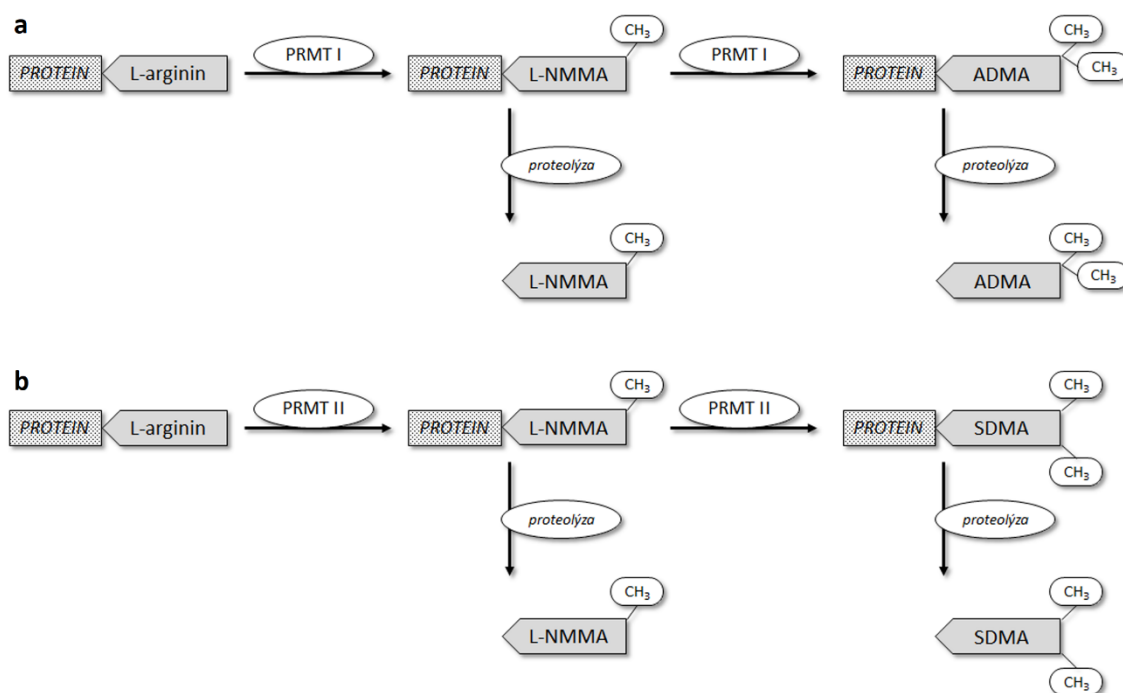 a
CH₃
CH₃
PROTEIN L-arginin PRMT I PROTEIN L-NMMA PRMT I PROTEIN ADMA
CH₃
proteolýza proteolýza
CH₃
CH₃
L-NMMA ADMA
CH₃
b
CH₃
CH₃
PROTEIN L-arginin PRMT II PROTEIN L-NMMA PRMT II PROTEIN SDMA
CH₃
proteolýza proteolýza
CH₃
CH₃
L-NMMA SDMA
CH₃